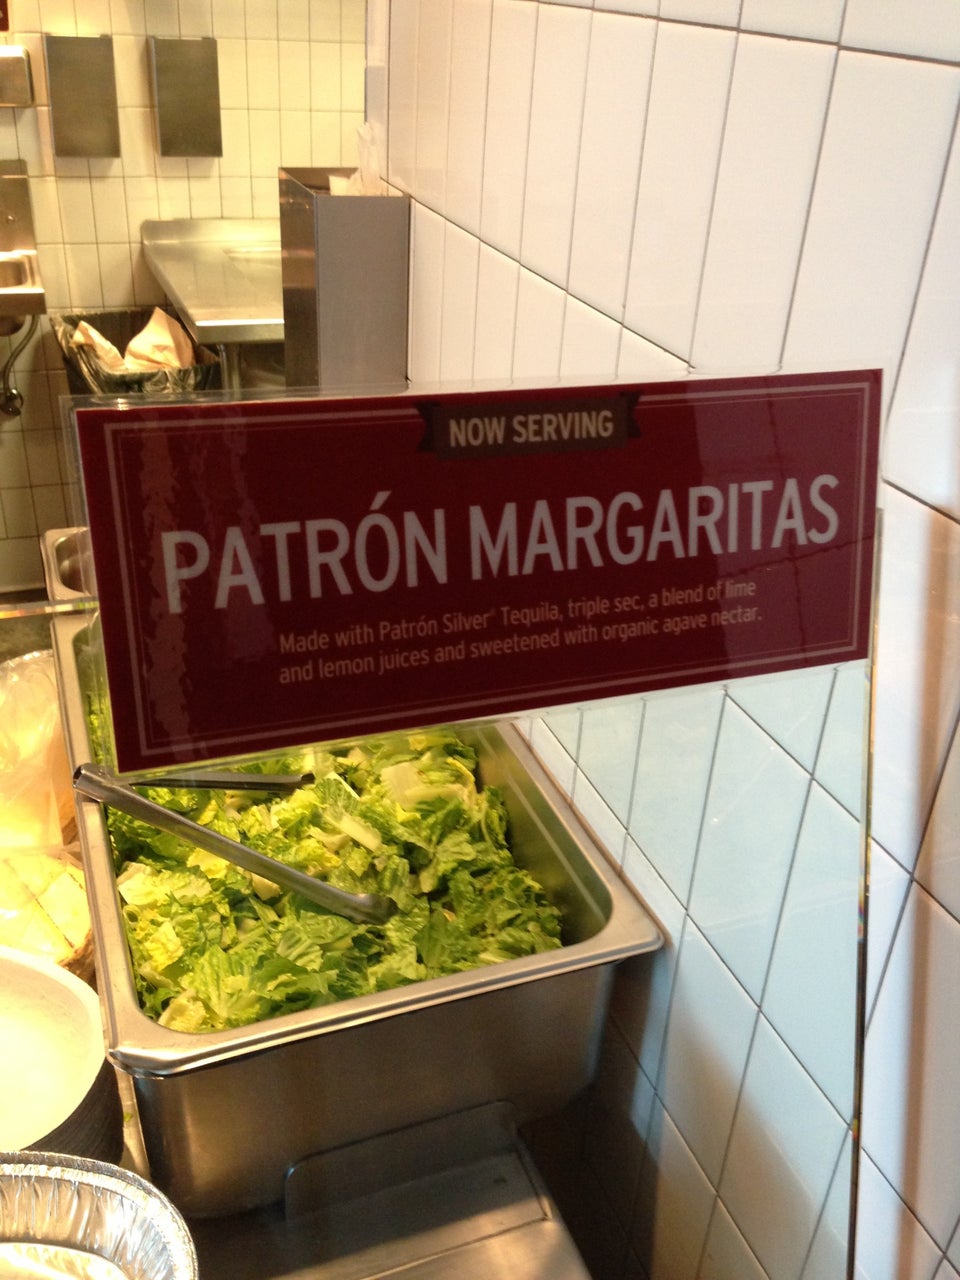 NOW SERVING
PATRÓN MARGARITAS
Made with Patrón Silver® Tequila, triple sec, a blend of lime
and lemon juices and sweetened with organic agave nectar.